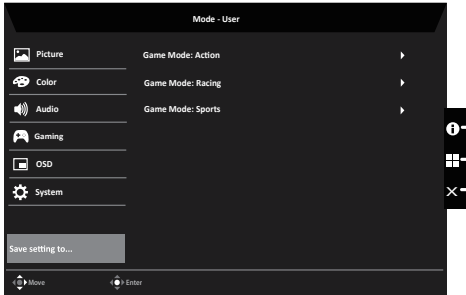 Mode - User
Picture
Game Mode: Action
Color
Game Mode: Racing
Audio
Game Mode: Sports
Gaming
OSD
System
Save setting to...
Move
Enter